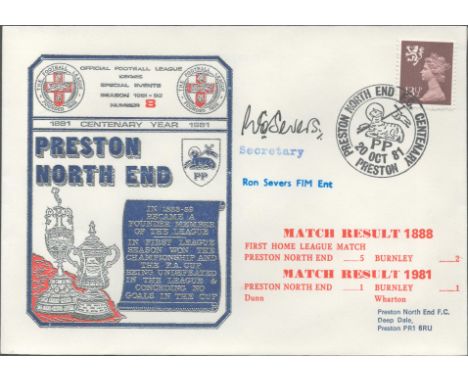 OFFICIAL FOOTBALL LEAGUE
SERIES
SPECIAL EVENTS
SEASON 1981-82
NUMBER 8
1881 CENTENARY YEAR 1981
PRESTON
NORTH END
PP
IN 1888-89
BECAME A
FOUNDER MEMBER
OF THE LEAGUE
IN FIRST LEAGUE
SEASON WON THE
CHAMPIONSHIP AND
THE F.A. CUP
BEING UNDEFEATED
IN THE LEAGUE &
CONCEDING NO
GOALS IN THE CUP
Secretary
Ron Severs FIM Ent
PRESTON NORTH END CENTENARY
PP
20 OCT 81
PRESTON
MATCH RESULT 1888
FIRST HOME LEAGUE MATCH
PRESTON NORTH END ......5 BURNLEY ......2
MATCH RESULT 1981
PRESTON NORTH END ......1 BURNLEY ......1
Dunn Wharton
Preston North End F.C.
Deep Dale,
Preston PR1 6RU